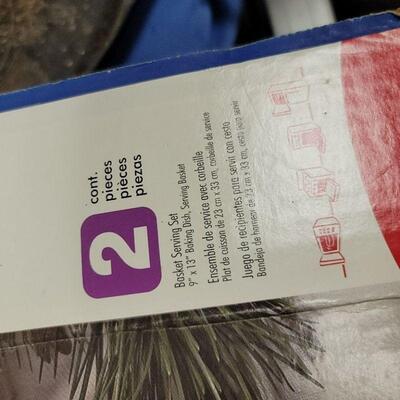 2
cont.
pieces
pièces
piezas
Basket Serving Set
9" x 13" Baking Dish, Serving Basket
Ensemble de service avec corbeille
Plat de cuisson de 23 cm x 33 cm, corbeille de service
Juego de recipientes para servir con cesto
Bandeja de hornear de 23 cm x 33 cm, cesto para servir